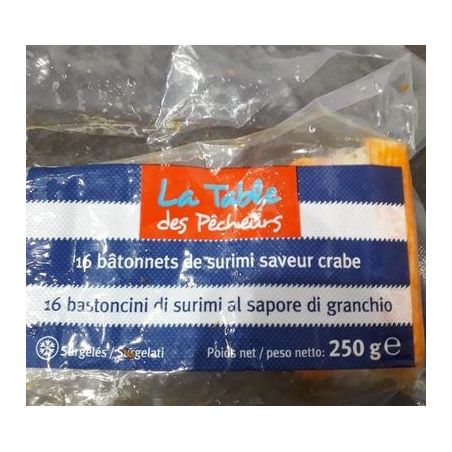 La Table
des Pêcheurs
16 bâtonnets de surimi saveur crabe
16 bastoncini di surimi al sapore di granchio
Surgelés / Surgelati Poids net / peso netto: 250 g e